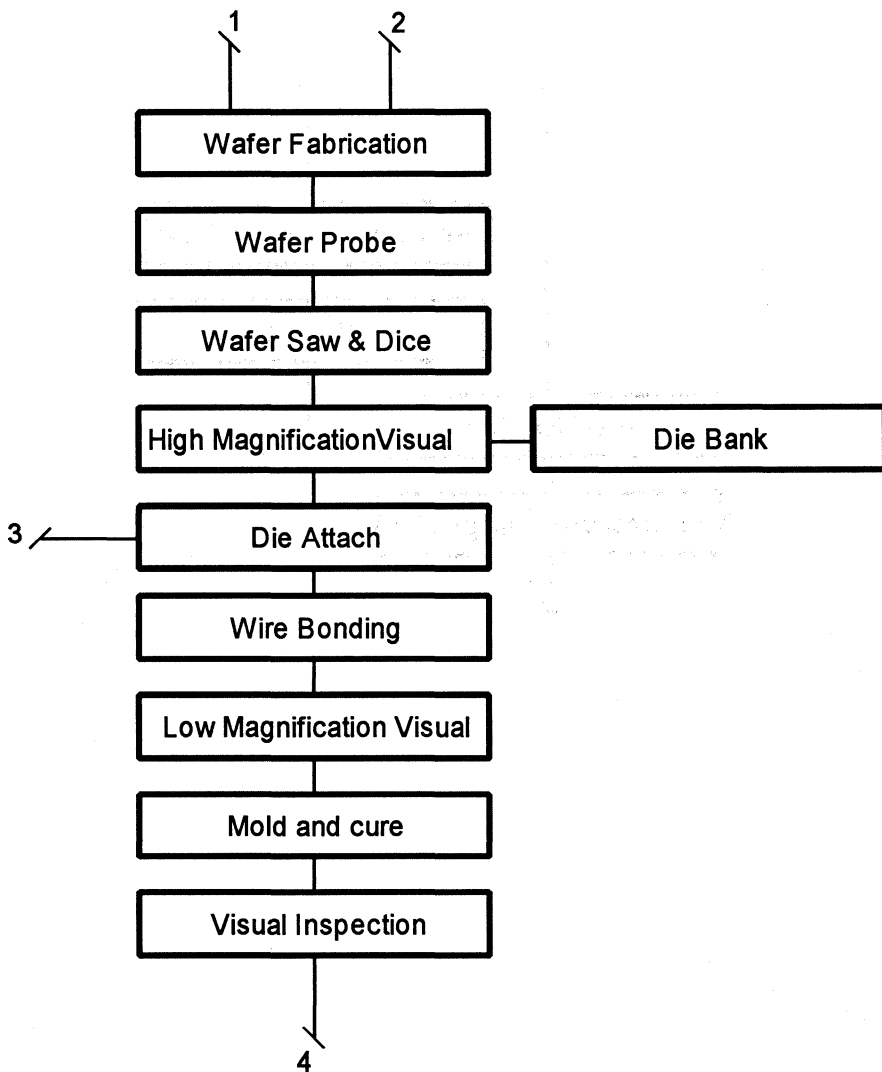 1
2
Wafer Fabrication
Wafer Probe
Wafer Saw & Dice
High MagnificationVisual
Die Bank
3
Die Attach
Wire Bonding
Low Magnification Visual
Mold and cure
Visual Inspection
4